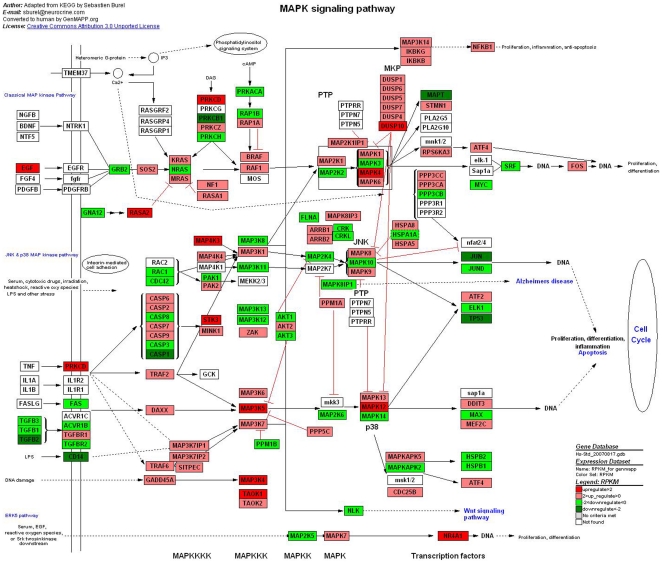 Author: Adapted from KEGG by Sebastien Burel
E-mail: sburel@neurocrine.com
Converted to human by GenMAPP.org
License: Creative Commons Attribution 3.0 Unported License
MAPK signaling pathway
Heterotrimeric G-protein
IP3
Phosphatidylinositol
signaling system
TMEM37
Ca2+
DAG
cAMP
Classical MAP kinase Pathway
NGFB
BDNF
NTF5
NTRK1
RASGRF2
RASGRP4
RASGRP1
PRKCG
PRKCB1
PRKCZ
PRKCH
PRKACA
RAP1B
RAP1A
EGF
FGF4
PDGFB
EGFR
fgfr
PDGFRB
GRB2
SOS2
KRAS
NRAS
MRAS
BRAF
RAF1
MOS
GNA12
RASA2
NF1
RASA1
PTP
PTPRR
PTPN7
PTPN5
MAP2K1IP1
MAP2K1
MAP2K2
MAPK1
MAPK3
MAPK6
MKP
DUSP1
DUSP6
DUSP5
DUSP7
DUSP4
DUSP10
MAP3K14
IKBKG
IKBKB
NFKB1
Proliferation, inflammation, anti-apoptosis
MAPT
STMN1
PLA2G5
PLA2G10
mnk1/2
RPS6KA3
ATF4
elk-1
Sap1a
SRF
DNA
FOS
DNA
Proliferation,
differentiation
MYC
PPP3CC
PPP3CA
PPP3CB
PPP3R1
PPP3R2
nfat2/4
JNK & p38 MAP kinase pathway
Integrin-mediated
cell adhesion
Serum, cytotoxic drugs, irradiation,
heatshock, reactive oxy species,
LPS and other stress
RAC2
RAC1
CDC42
MAP4K3
MAP4K4
MAP4K1
PAK1
PAK2
MAP3K8
MAP3K1
MAP3K11
MEKK2/3
FLNA
MAPK8IP3
ARRB1
ARRB2
CRK
CRKL
HSPA8
HSPA1A
HSPA5
JNK
MAP2K4
MAP2K7
MAPK8
MAPK10
MAPK9
MAPK8IP1
JUN
JUND
DNA
Alzheimers disease
CASP6
CASP2
CASP8
CASP7
CASP9
CASP3
CASP1
STK3
MINK1
MAP3K13
MAP3K12
ZAK
AKT1
AKT2
AKT3
PPM1A
PTP
PTPN7
PTPN5
PTPRR
ATF2
ELK1
TP53
Proliferation, differentiation,
inflammation
Apoptosis
Cell
Cycle
TNF
IL1A
IL1B
FASLG
IL1R2
IL1R1
FAS
TRAF2
GCK
DAXX
TGFB3
TGFB1
TGFB2
ACVR1C
ACVR1B
TGFBR1
TGFBR2
LPS
CD14
MAP3K6
MAP3K5
MAP3K7
MAP3K7IP1
MAP3K7IP2
TRAF6
SITPEC
PPM1B
PPP5C
mkk3
MAP2K6
MAPK13
MAPK12
MAPK14
p38
sap1a
DDIT3
MAX
MEF2C
DNA
MAPKAPK5
MAPKAPK2
msk1/2
CDC25B
HSPB2
HSPB1
ATF4
DNA damage
GADD45A
MAP3K4
TAOK1
TAOK2
NLK
Wnt signaling
pathway
ERK5 pathway
Serum, EGF,
reactive oxygen species,
downstream
MAP2K5
MAPK7
NR4A1
DNA
Proliferation, differentiation
MAPKKKK
MAPKKK
MAPKK
MAPK
Transcription factors
Gene Database
Hs-Std_20070817.gdb
Expression Dataset
Name: RPKM_for genmapp
Color Set: RPKM
Legend: RPKM
upregulate>2
2>up_regulate>0
-2<downregulate<0
downregulate<-2
No criteria met
Not found